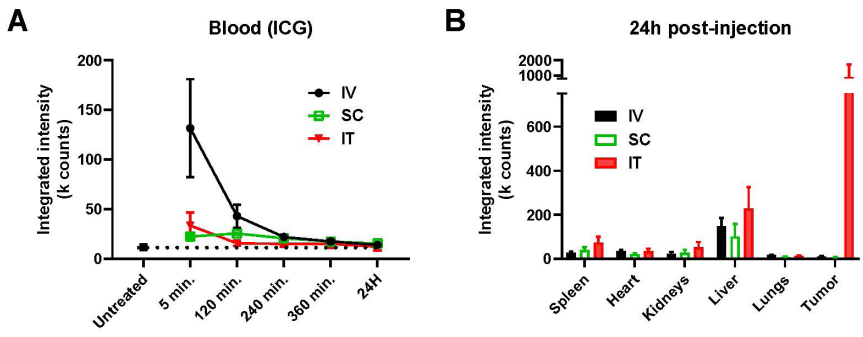 A
Blood (ICG)
Integrated intensity
(k counts)
200
150
100
50
0
IV
SC
IT
Untreated
5 min.
120 min.
240 min.
360 min.
24H
B
24h post-injection
Integrated intensity
(k counts)
2000
1000
600
400
200
0
IV
SC
IT
Spleen
Heart
Kidneys
Liver
Lungs
Tumor